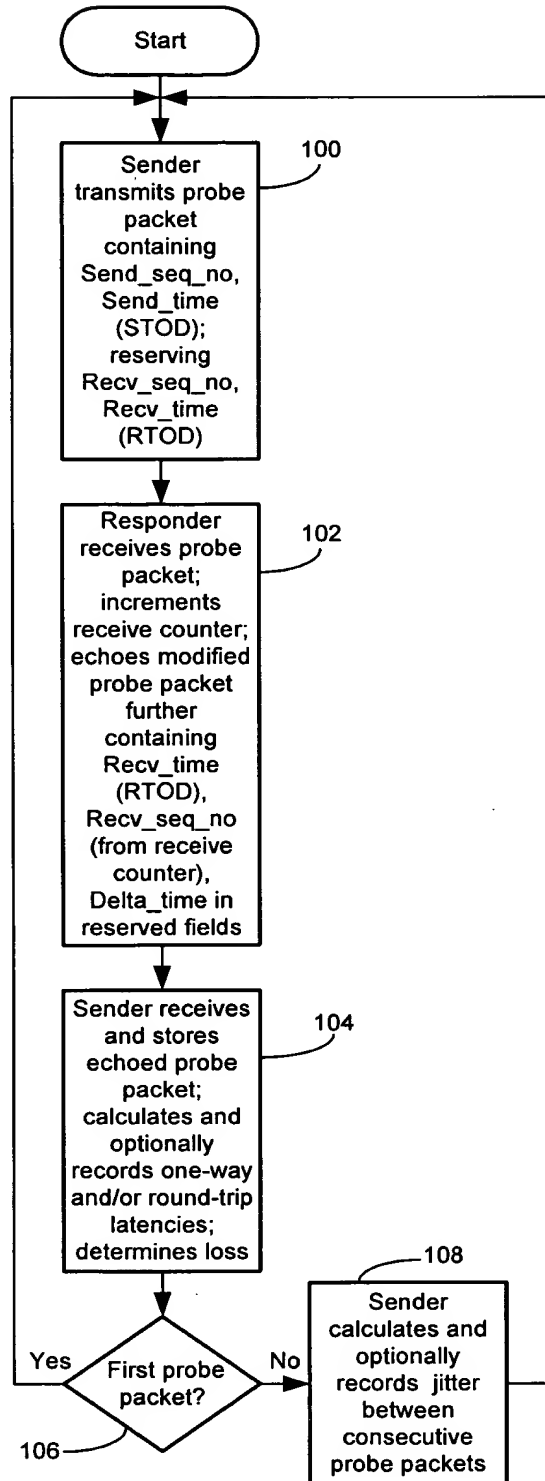 Start
100
Sender
transmits probe
packet
containing
Send_seq_no,
Send_time
(STOD);
reserving
Recv_seq_no,
Recv_time
(RTOD)
102
Responder
receives probe
packet;
increments
receive counter;
echoes modified
probe packet
further
containing
Recv_time
(RTOD),
Recv_seq_no
(from receive
counter),
Delta_time in
reserved fields
104
Sender receives
and stores
echoed probe
packet;
calculates and
optionally
records one-way
and/or round-trip
latencies;
determines loss
106
First probe
packet?
Yes
No
108
Sender
calculates and
optionally
records jitter
between
consecutive
probe packets